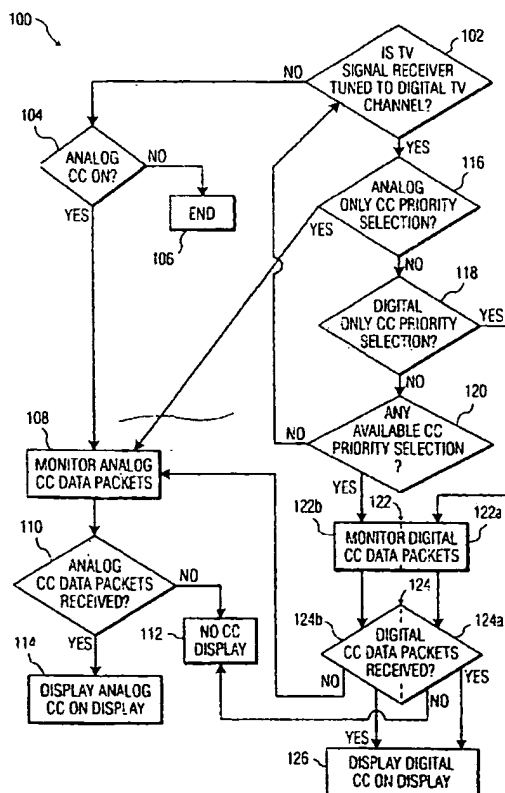 100
102
IS TV
SIGNAL RECEIVER
TUNED TO DIGITAL TV
CHANNEL?
NO
YES
104
ANALOG
CC ON?
NO
YES
END
106
116
ANALOG
ONLY CC PRIORITY
SELECTION?
YES
NO
118
DIGITAL
ONLY CC PRIORITY
SELECTION?
YES
NO
120
ANY
AVAILABLE CC
PRIORITY SELECTION
?
NO
YES
108
MONITOR ANALOG
CC DATA PACKETS
122b
122
122a
MONITOR DIGITAL
CC DATA PACKETS
110
ANALOG
CC DATA PACKETS
RECEIVED?
NO
YES
112
NO CC
DISPLAY
124b
124
124a
DIGITAL
CC DATA PACKETS
RECEIVED?
NO
YES
NO
YES
114
DISPLAY ANALOG
CC ON DISPLAY
126
DISPLAY DIGITAL
CC ON DISPLAY